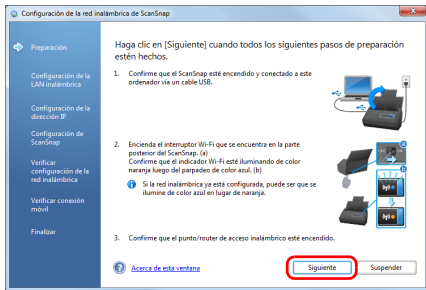 Configuración de la red inalámbrica de ScanSnap
Preparación
Configuración de la
LAN inalámbrica
Configuración de la
dirección IP
Configuración de
ScanSnap
Verificar
configuración de la
red inalámbrica
Verificar conexión
móvil
Finalizar
Haga clic en [Siguiente] cuando todos los siguientes pasos de preparación
estén hechos.
1. Confirme que el ScanSnap esté encendido y conectado a este
ordenador vía un cable USB.
2. Encienda el interruptor Wi-Fi que se encuentra en la parte
posterior del ScanSnap. (a)
Confirme que el indicador Wi-Fi esté iluminando de color
naranja luego del parpadeo de color azul. (b)
Si la red inalámbrica ya está configurada, puede ser que se
ilumine de color azul en lugar de naranja.
a
b
3. Confirme que el punto/router de acceso inalámbrico esté encendido.
? Acerca de esta ventana
Siguiente
Suspender